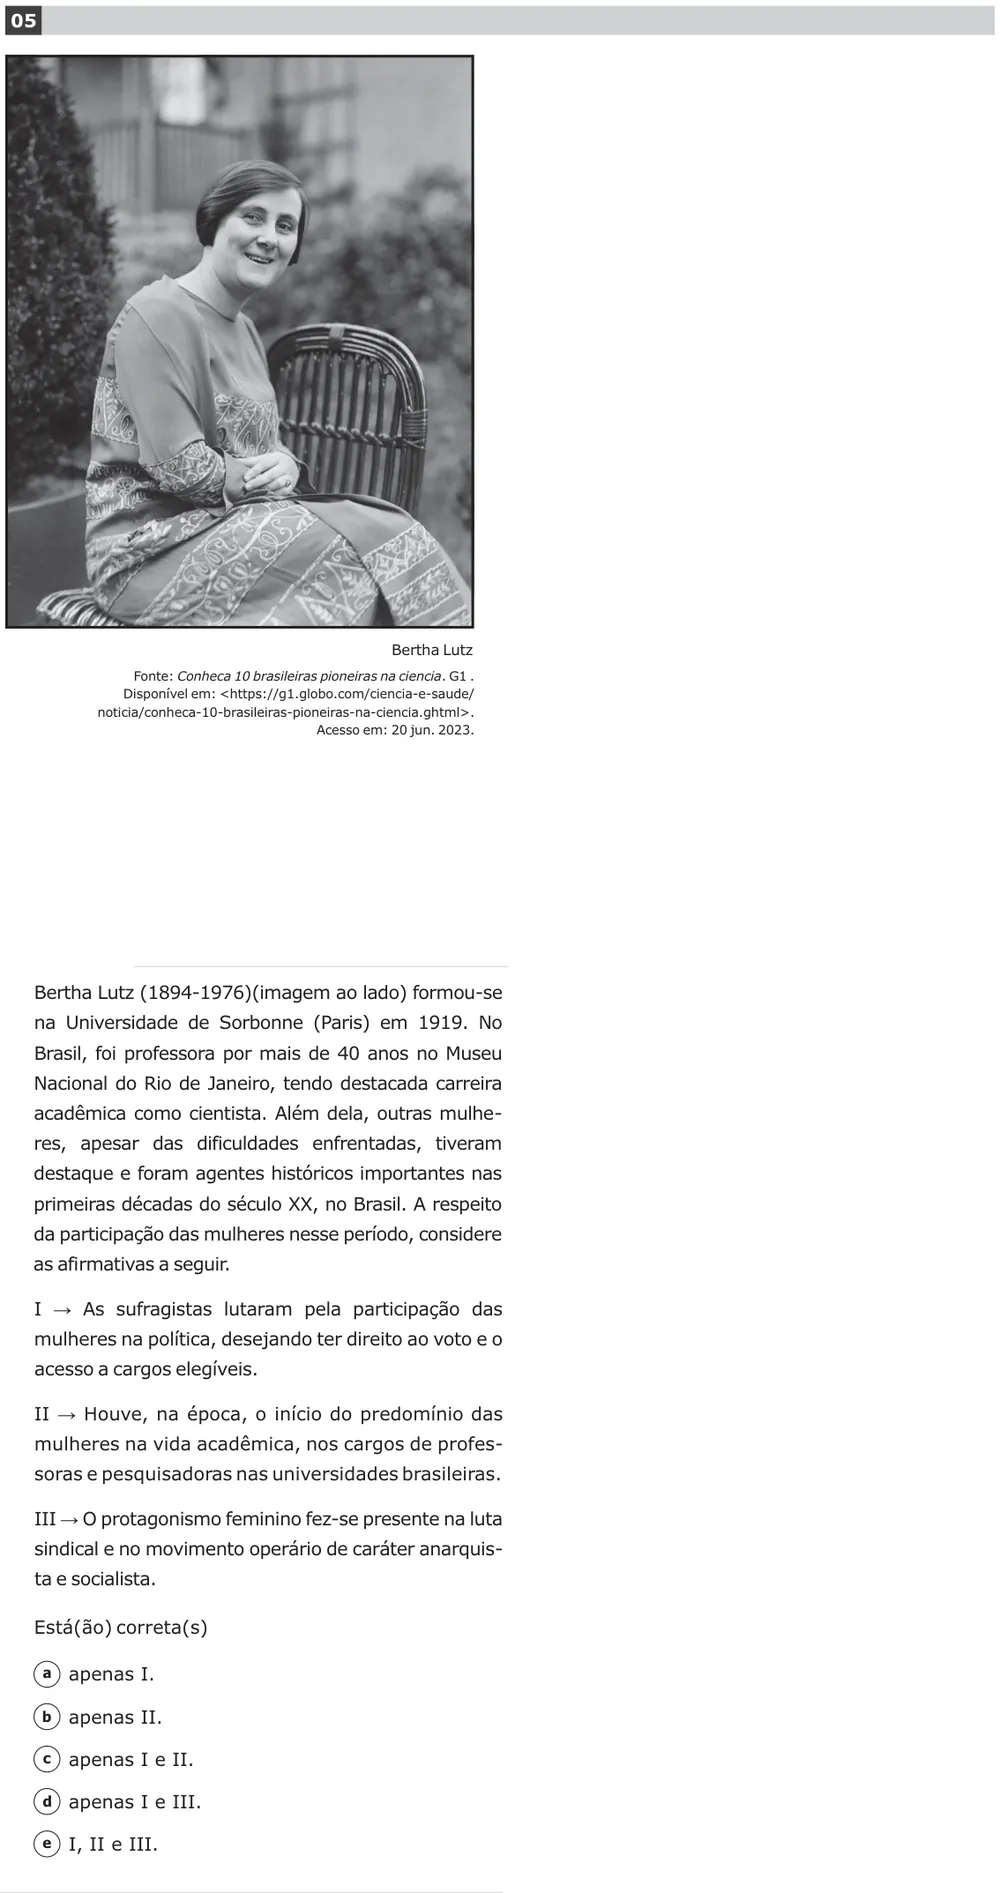 05
Bertha Lutz
Fonte: Conheca 10 brasileiras pioneiras na ciencia. G1 .
Disponível em: <https://g1.globo.com/ciencia-e-saude/
noticia/conheca-10-brasileiras-pioneiras-na-ciencia.ghtml>.
Acesso em: 20 jun. 2023.
Bertha Lutz (1894-1976)(imagem ao lado) formou-se
na Universidade de Sorbonne (Paris) em 1919. No
Brasil, foi professora por mais de 40 anos no Museu
Nacional do Rio de Janeiro, tendo destacada carreira
acadêmica como cientista. Além dela, outras mulhe-
res, apesar das dificuldades enfrentadas, tiveram
destaque e foram agentes históricos importantes nas
primeiras décadas do século XX, no Brasil. A respeito
da participação das mulheres nesse período, considere
as afirmativas a seguir.
I → As sufragistas lutaram pela participação das
mulheres na política, desejando ter direito ao voto e o
acesso a cargos elegíveis.
II → Houve, na época, o início do predomínio das
mulheres na vida acadêmica, nos cargos de profes-
soras e pesquisadoras nas universidades brasileiras.
III → O protagonismo feminino fez-se presente na luta
sindical e no movimento operário de caráter anarquis-
ta e socialista.
Está(ão) correta(s)
a apenas I.
b apenas II.
c apenas I e II.
d apenas I e III.
e I, II e III.